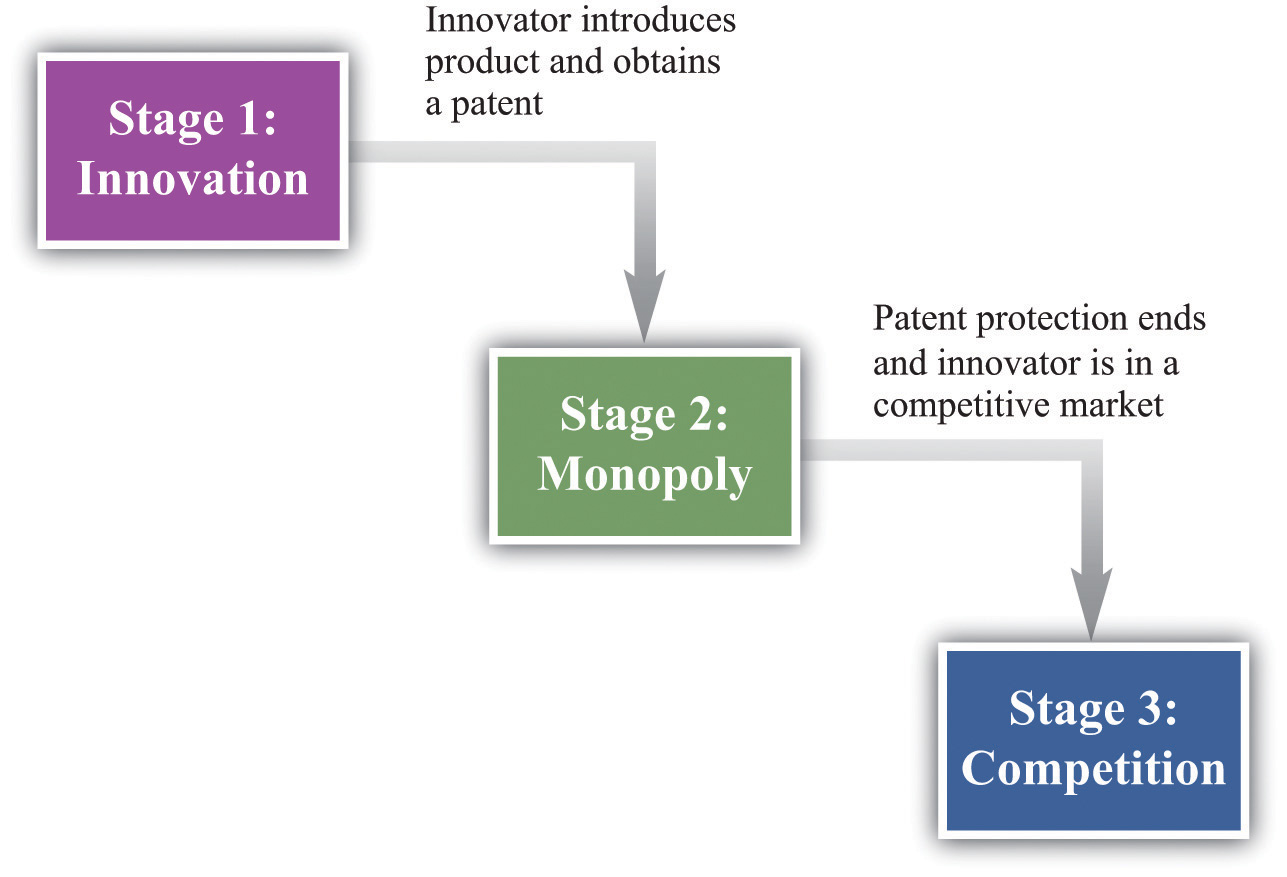 Innovator introduces
product and obtains
a patent
Stage 1:
Innovation
Patent protection ends
and innovator is in a
competitive market
Stage 2:
Monopoly
Stage 3:
Competition